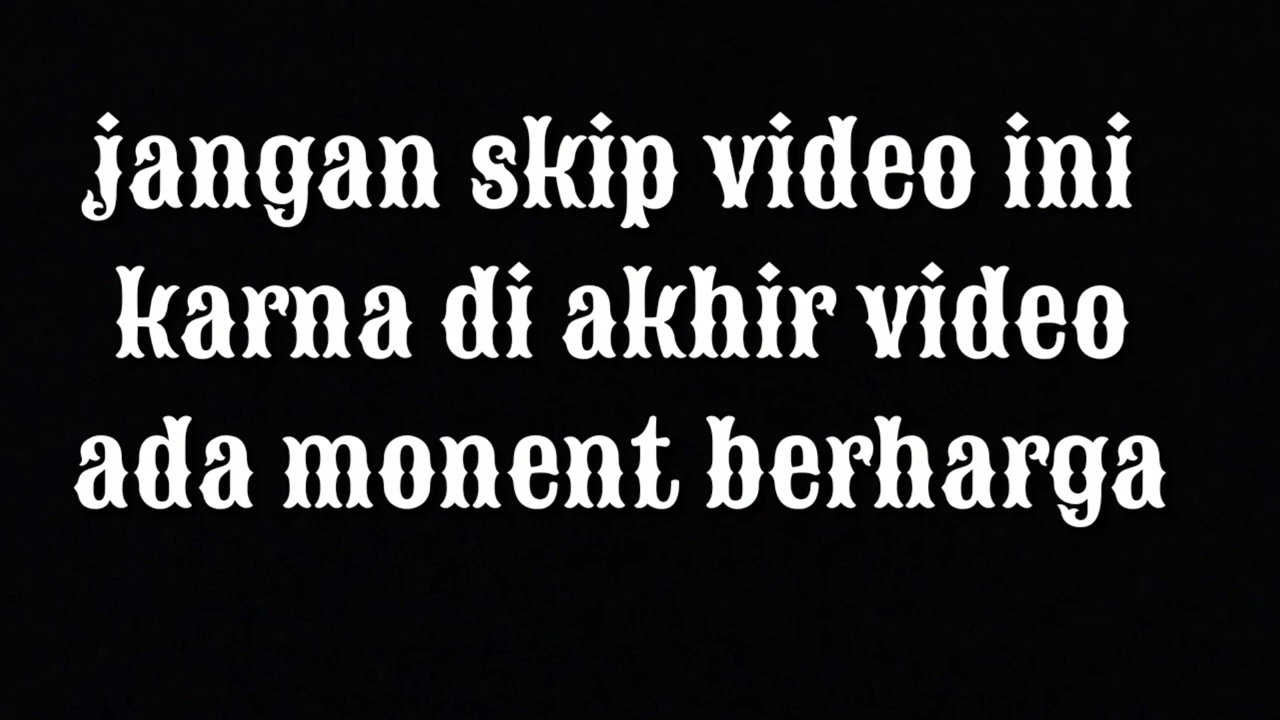 jangan skip video ini
karna di akhir video
ada monent berharga